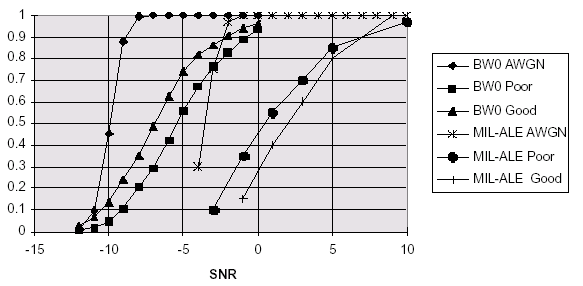 1
0.9
0.8
0.7
0.6
0.5
0.4
0.3
0.2
0.1
0
-15
-10
-5
0
5
10
SNR
BW0 AWGN
BW0 Poor
BW0 Good
MIL-ALE AWGN
MIL-ALE Poor
MIL-ALE Good